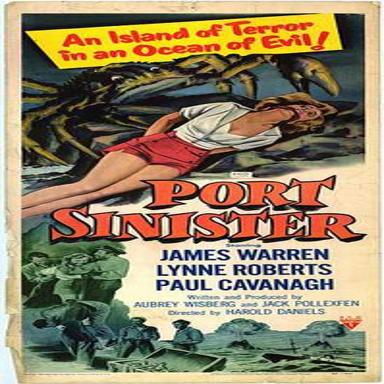 An Island of Terror
in an Ocean of Evil!
PORT
SINISTER
Starring
JAMES WARREN
LYNNE ROBERTS
PAUL CAVANAGH
Written and Produced by
AUBREY WISBERG and JACK POLLEXFEN
Directed by HAROLD DANIELS